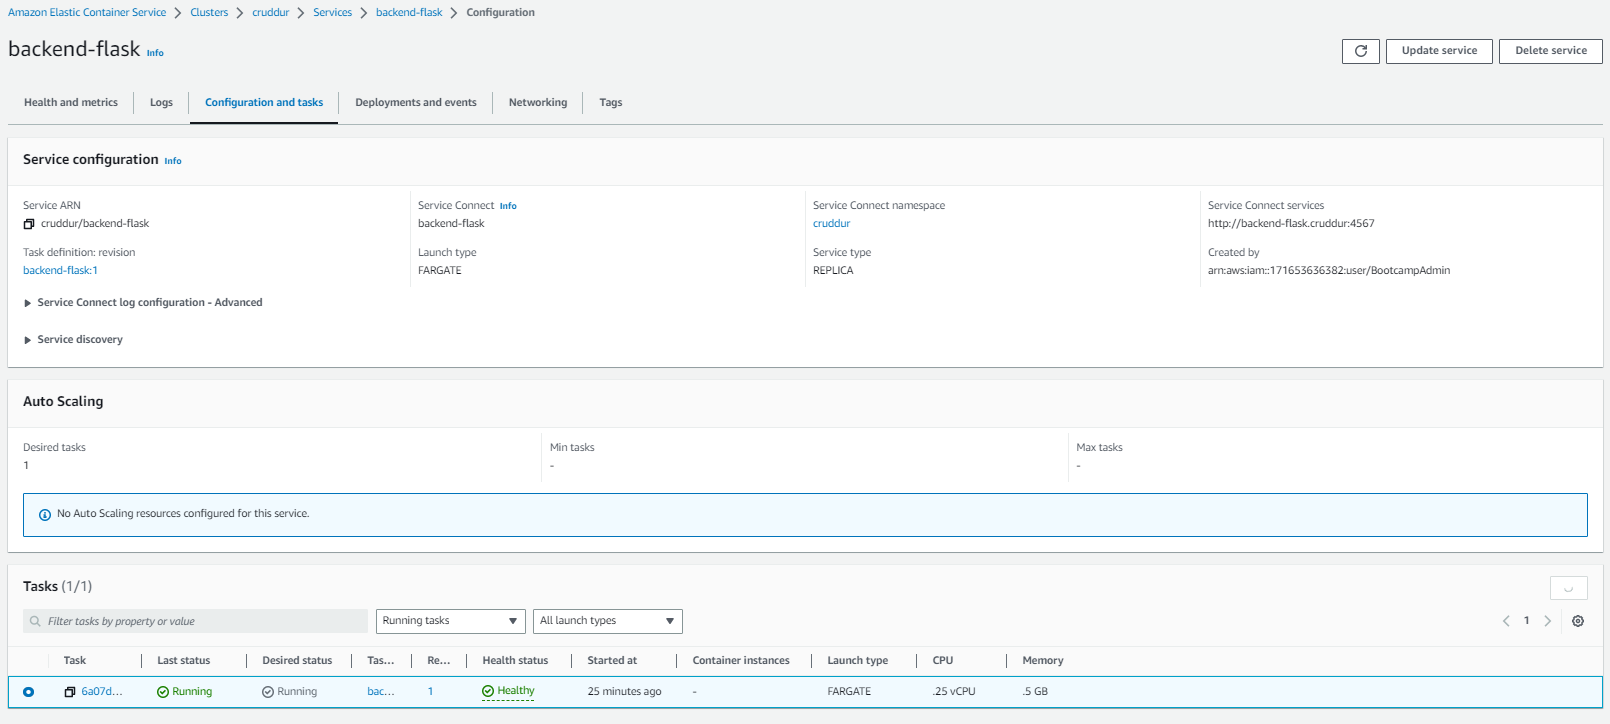 Amazon Elastic Container Service > Clusters > cruddur > Services > backend-flask > Configuration
backend-flask Info
Update service Delete service
Health and metrics Logs Configuration and tasks Deployments and events Networking Tags
Service configuration Info
Service ARN Service Connect Info Service Connect namespace Service Connect services
cruddur/backend-flask backend-flask cruddur http://backend-flask.cruddur:4567
Task definition: revision Launch type Service type Created by
backend-flask:1 FARGATE REPLICA arn:aws:iam::171653636382:user/BootcampAdmin
Service Connect log configuration - Advanced
Service discovery
Auto Scaling
Desired tasks Min tasks Max tasks
1 - -
No Auto Scaling resources configured for this service.
Tasks (1/1)
Filter tasks by property or value Running tasks All launch types 1
Task Last status Desired status Tas... Re... Health status Started at Container instances Launch type CPU Memory
6a07d... Running Running bac... 1 Healthy 25 minutes ago - FARGATE .25 vCPU .5 GB